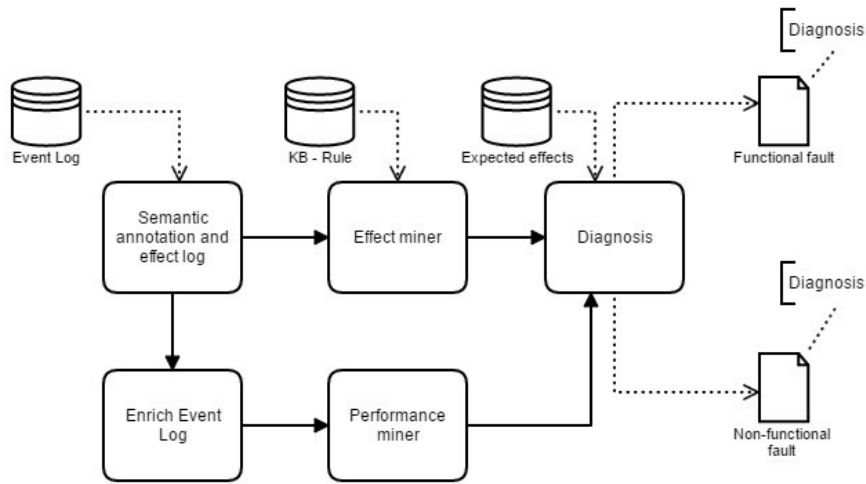 Diagnosis
Event Log
KB - Rule
Expected effects
Functional fault
Semantic
annotation and
effect log
Effect miner
Diagnosis
Diagnosis
Enrich Event
Log
Performance
miner
Non-functional
fault